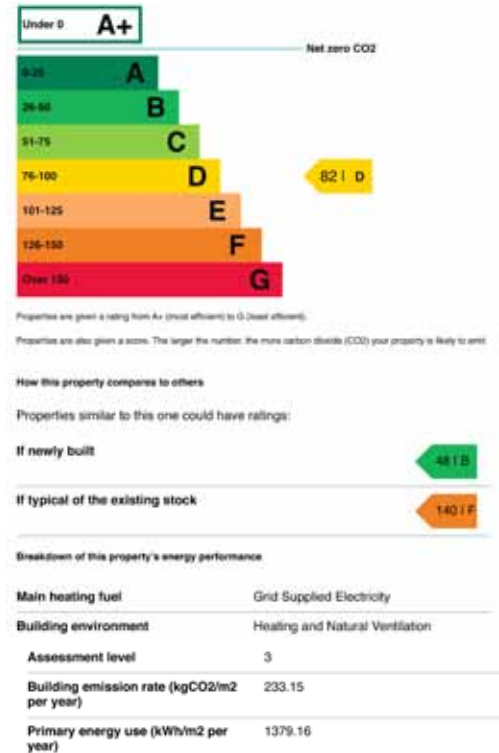 Under 0 A+
Net zero CO2
0-25 A
26-50 B
51-75 C
76-100 D
82 | D
101-125 E
126-150 F
Over 150 G
Properties are given a rating from A+ (most efficient) to G (least efficient).
Properties are also given a score. The larger the number, the more carbon dioxide (CO2) your property is likely to emit
How this property compares to others
Properties similar to this one could have ratings:
If newly built
48 | B
If typical of the existing stock
140 | F
Breakdown of this property's energy performance
Main heating fuel Grid Supplied Electricity
Building environment Heating and Natural Ventilation
Assessment level 3
Building emission rate (kgCO2/m2 233.15
per year)
Primary energy use (kWh/m2 per 1379.16
year)